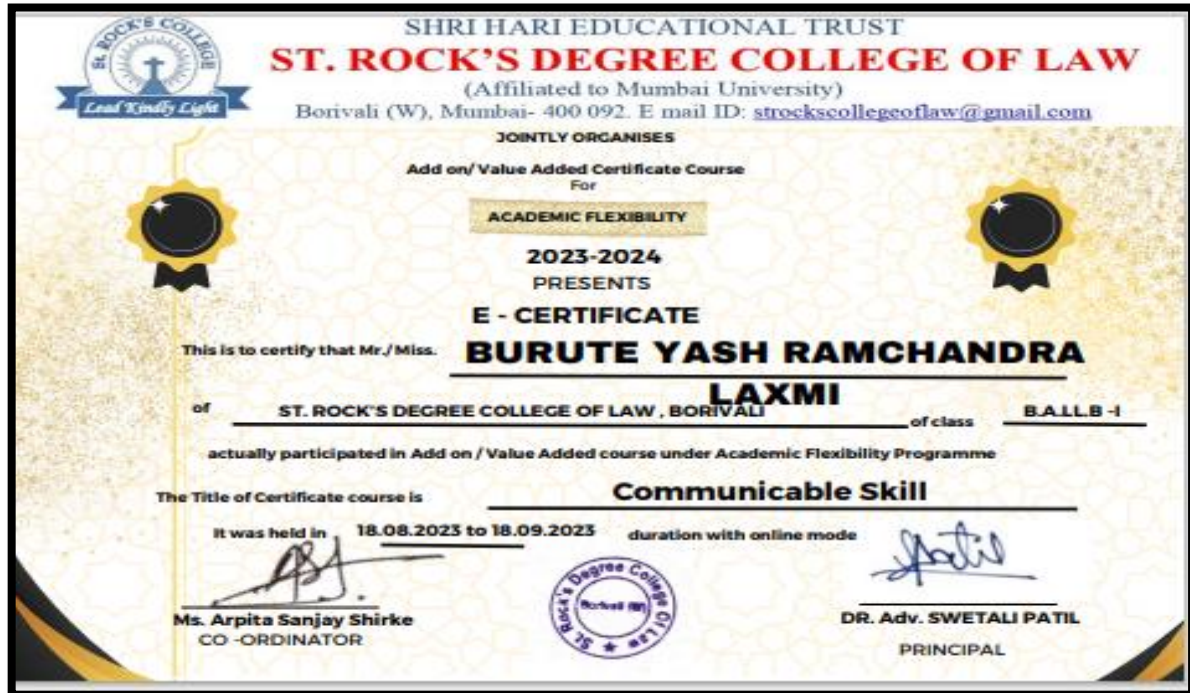 SHRI HARI EDUCATIONAL TRUST
ST. ROCK'S COLLEGE
Lead Kindly Light
ST. ROCK'S DEGREE COLLEGE OF LAW
(Affiliated to Mumbai University)
Borivali (W), Mumbai- 400 092. E mail ID: strockscollegeoflaw@gmail.com
JOINTLY ORGANISES
Add on/ Value Added Certificate Course
For
ACADEMIC FLEXIBILITY
2023-2024
PRESENTS
E - CERTIFICATE
This is to certify that Mr./Miss. BURUTE YASH RAMCHANDRA
LAXMI
of ST. ROCK'S DEGREE COLLEGE OF LAW , BORIVALI of class B.A.L.L.B -I
actually participated in Add on / Value Added course under Academic Flexibility Programme
The Title of Certificate course is Communicable Skill
It was held in 18.08.2023 to 18.09.2023 duration with online mode
Ms. Arpita Sanjay Shirke
CO -ORDINATOR
St Rock's Degree College Of Law
Borivali (W)
DR. Adv. SWETALI PATIL
PRINCIPAL